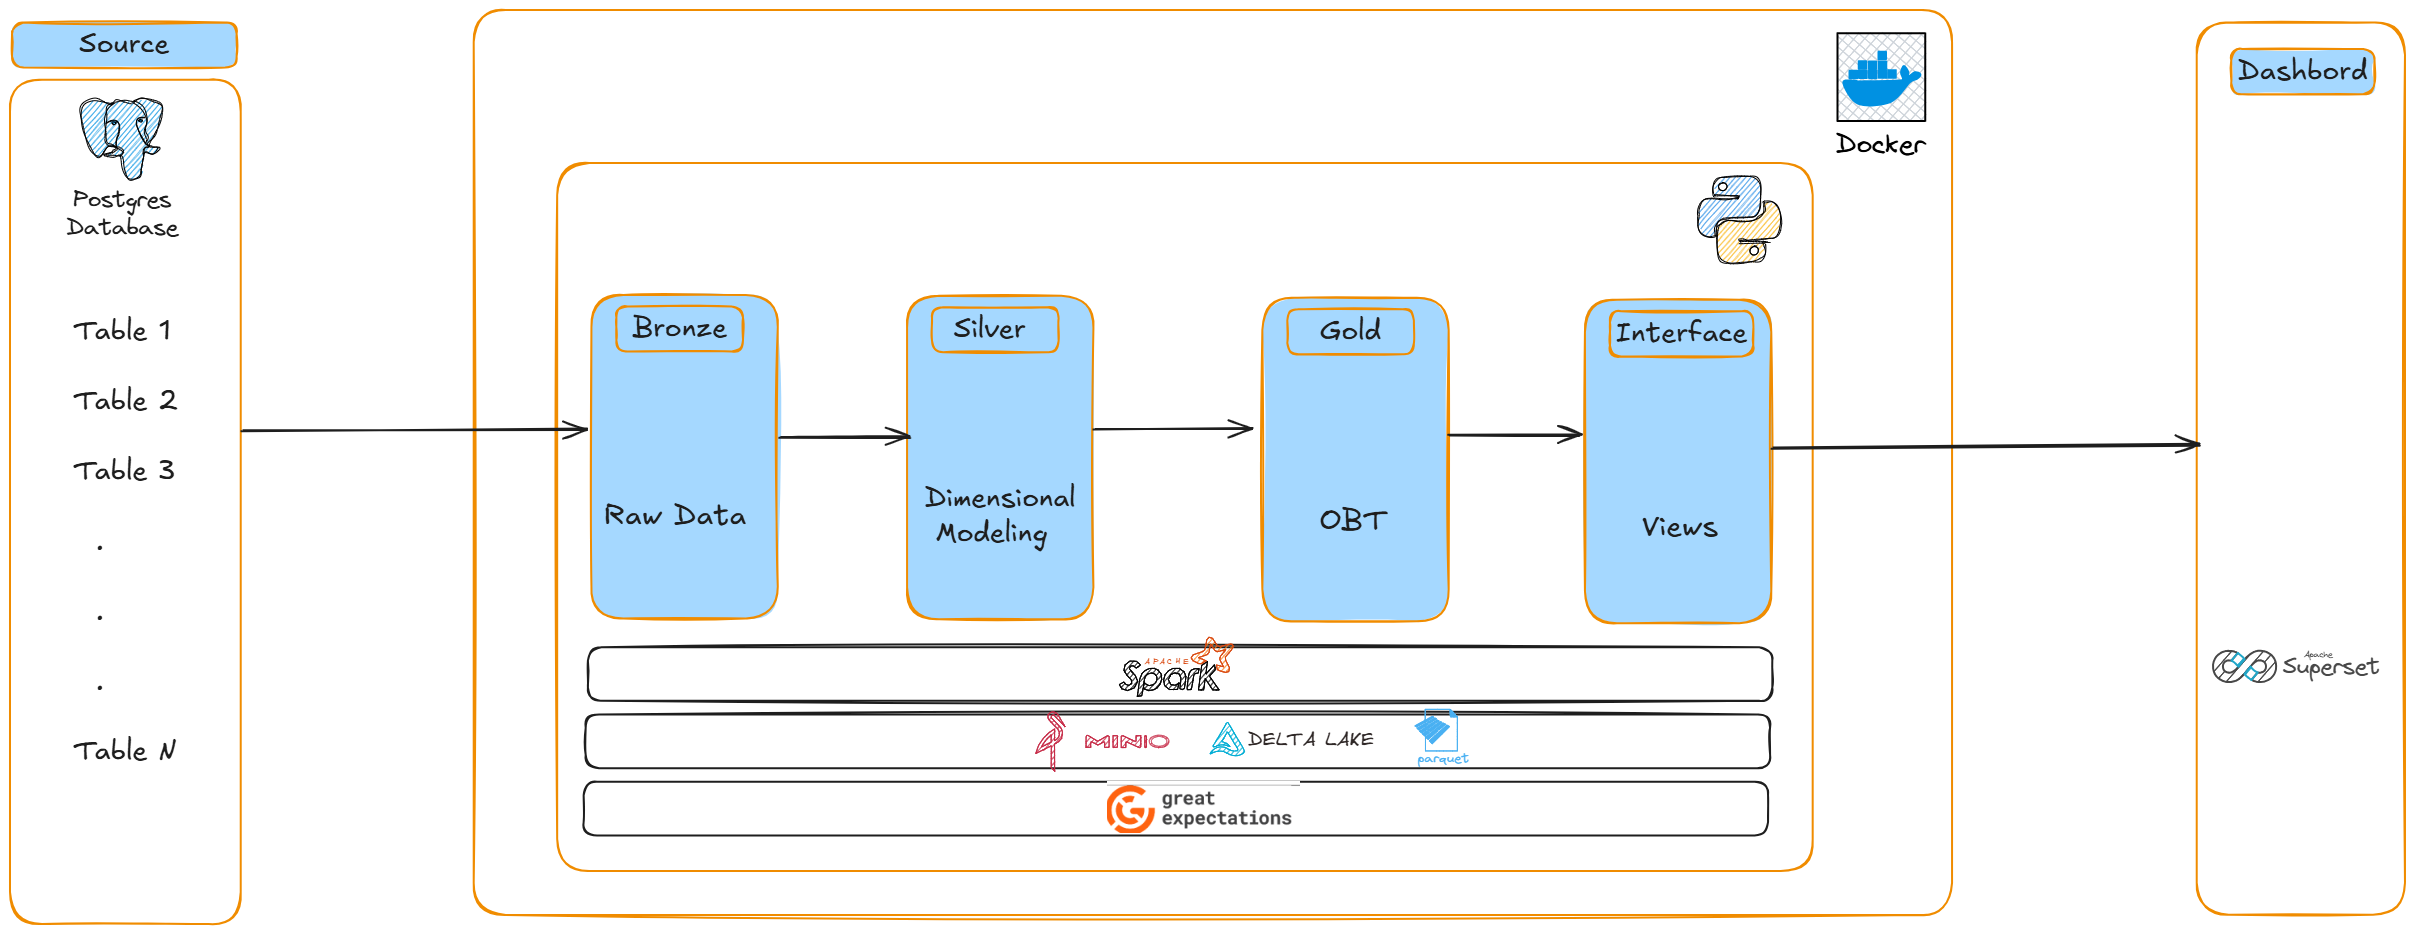 Source
Postgres
Database
Table 1
Table 2
Table 3
.
.
.
Table N
Docker
Bronze
Raw Data
Silver
Dimensional
Modeling
Gold
OBT
Interface
Views
APACHE
Spark
MINIO
DELTA LAKE
parquet
great
expectations
Dashbord
Apache
Superset